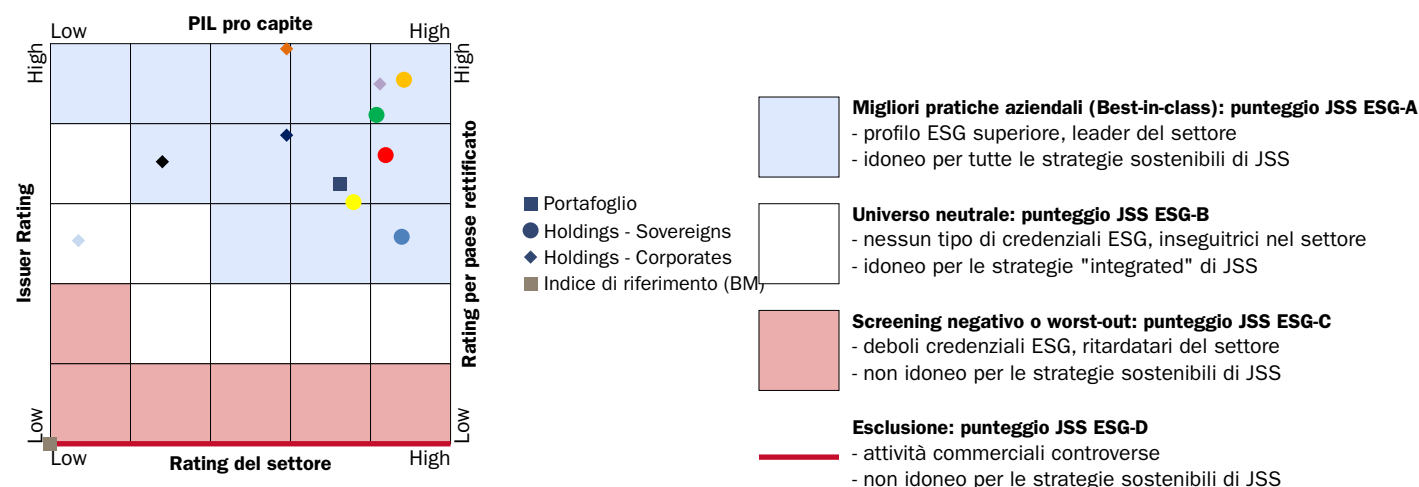 PIL pro capite
Low
High
High
High
Issuer Rating
Rating per paese rettificato
Low
Low
Low
High
Rating del settore
Portafoglio
Holdings - Sovereigns
Holdings - Corporates
Indice di riferimento (BM)
Migliori pratiche aziendali (Best-in-class): punteggio JSS ESG-A
- profilo ESG superiore, leader del settore
- idoneo per tutte le strategie sostenibili di JSS
Universo neutrale: punteggio JSS ESG-B
- nessun tipo di credenziali ESG, inseguitrici nel settore
- idoneo per le strategie "integrated" di JSS
Screening negativo o worst-out: punteggio JSS ESG-C
- deboli credenziali ESG, ritardatari del settore
- non idoneo per le strategie sostenibili di JSS
Esclusione: punteggio JSS ESG-D
- attività commerciali controverse
- non idoneo per le strategie sostenibili di JSS